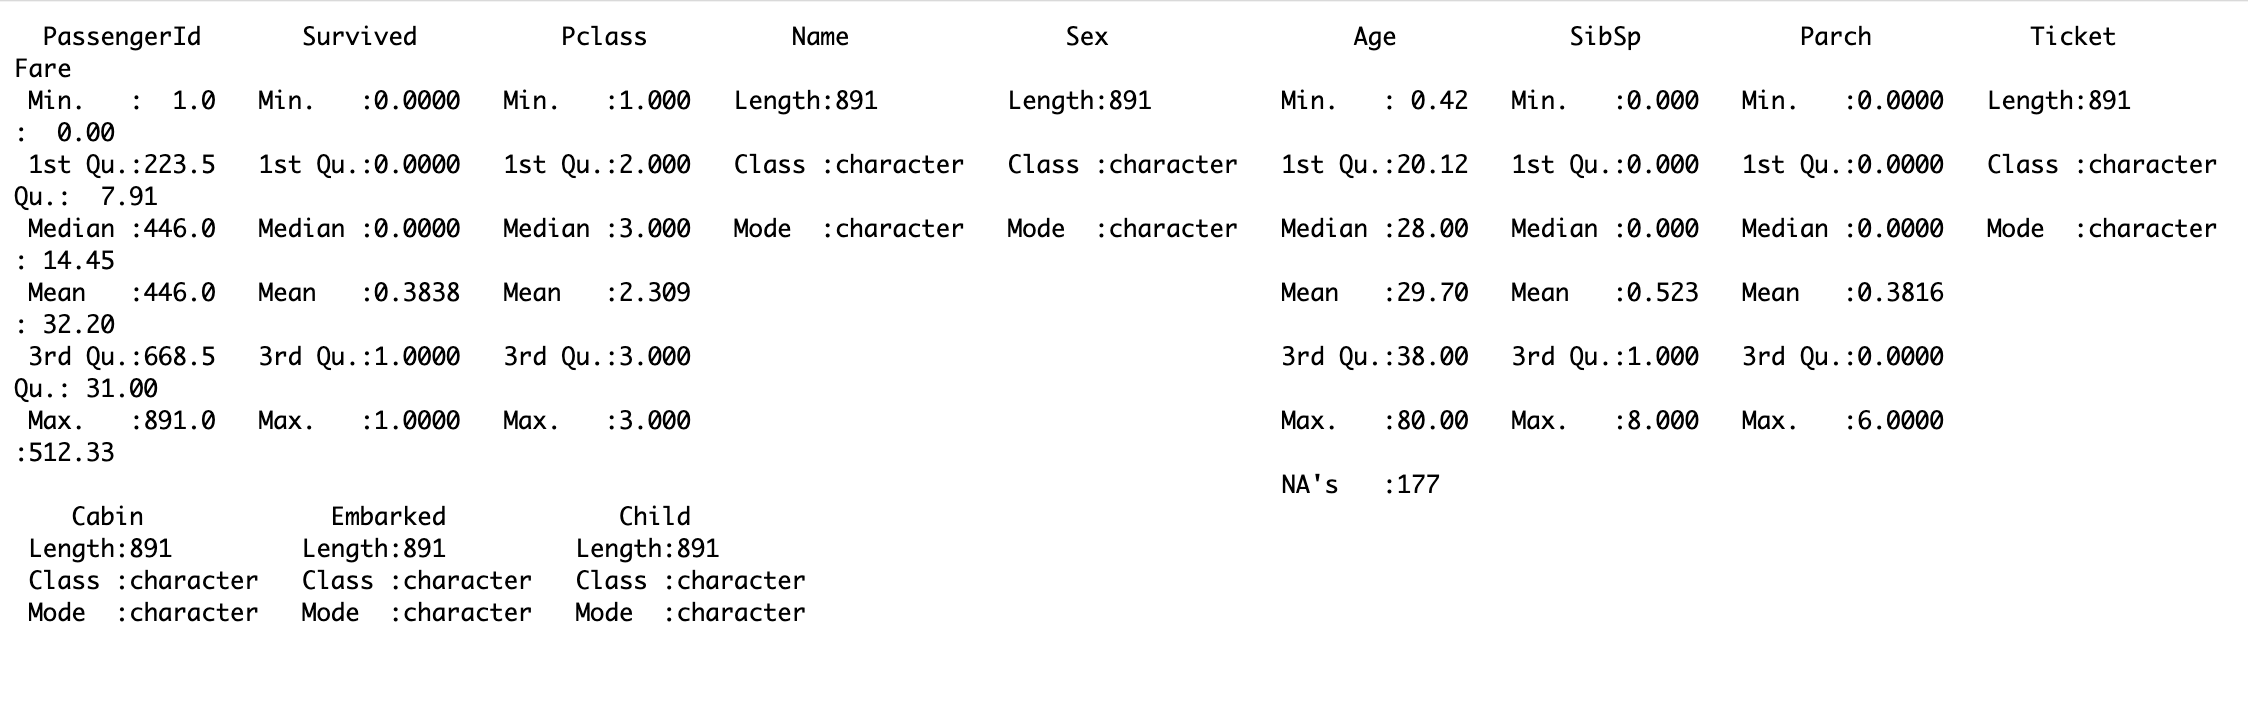 PassengerId Survived Pclass Name Sex Age SibSp Parch Ticket
Fare
Min. : 1.0 Min. :0.0000 Min. :1.000 Length:891 Length:891 Min. : 0.42 Min. :0.000 Min. :0.0000 Length:891
: 0.00
1st Qu.:223.5 1st Qu.:0.0000 1st Qu.:2.000 Class :character Class :character 1st Qu.:20.12 1st Qu.:0.000 1st Qu.:0.0000 Class :character
Qu.: 7.91
Median :446.0 Median :0.0000 Median :3.000 Mode :character Mode :character Median :28.00 Median :0.000 Median :0.0000 Mode :character
: 14.45
Mean :446.0 Mean :0.3838 Mean :2.309 Mean :29.70 Mean :0.523 Mean :0.3816
: 32.20
3rd Qu.:668.5 3rd Qu.:1.0000 3rd Qu.:3.000 3rd Qu.:38.00 3rd Qu.:1.000 3rd Qu.:0.0000
Qu.: 31.00
Max. :891.0 Max. :1.0000 Max. :3.000 Max. :80.00 Max. :8.000 Max. :6.0000
:512.33
NA's :177
Cabin Embarked Child
Length:891 Length:891 Length:891
Class :character Class :character Class :character
Mode :character Mode :character Mode :character